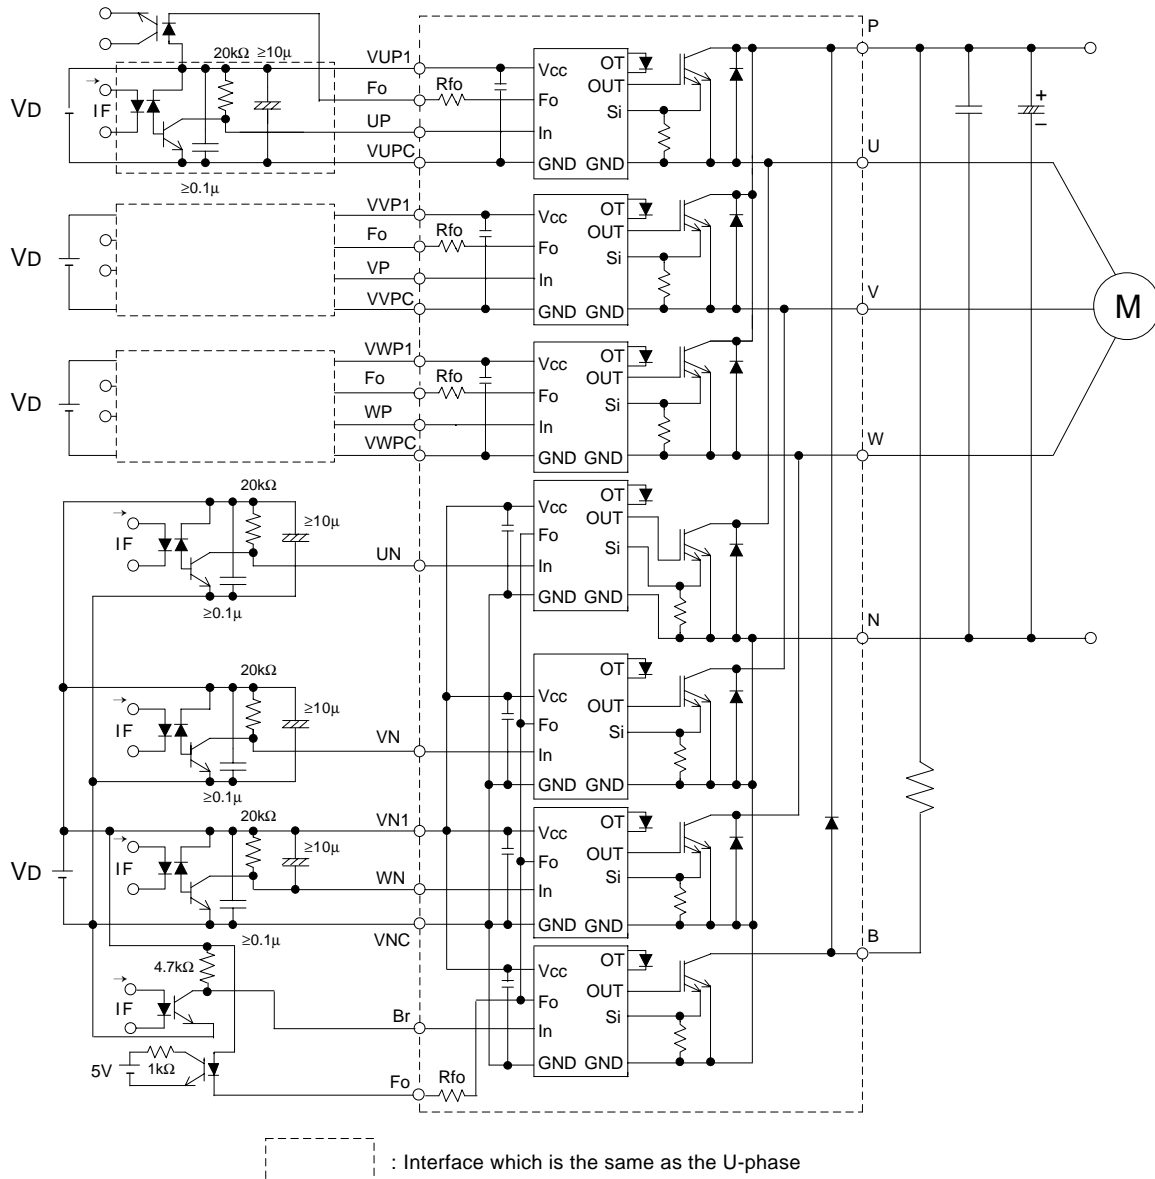 P
20kΩ ≥10μ VUP1
Vcc OT
Fo Rfo Fo OUT
VD IF UP Si
In
VUPC GND GND U
≥0.1μ
VVP1 Vcc OT
Fo Rfo Fo OUT
VD VP In Si
VVPC GND GND V
M
VWP1 Vcc OT
Fo Rfo Fo OUT
VD WP In Si
VWPC GND GND W
20kΩ
≥10μ Vcc OT
OUT
IF UN Fo Si
In
≥0.1μ GND GND N
20kΩ
≥10μ Vcc OT
IF Fo OUT
VN In Si
≥0.1μ GND GND
20kΩ VN1 Vcc OT
≥10μ
VD IF Fo OUT
WN In Si
VNC GND GND
≥0.1μ B
4.7kΩ Vcc OT
IF Fo OUT
Br In Si
5V 1kΩ GND GND
Fo Rfo
+
−
: Interface which is the same as the U-phase